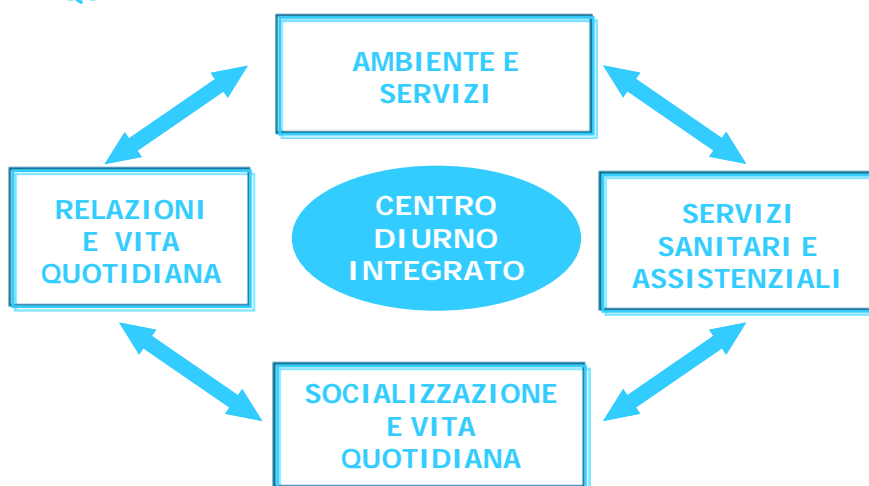 AMBIENTE E
SERVIZI
RELAZIONI
E VITA
QUOTIDIANA
CENTRO
DIURNO
INTEGRATO
SERVIZI
SANITARI E
ASSISTENZIALI
SOCIALIZZAZIONE
E VITA
QUOTIDIANA